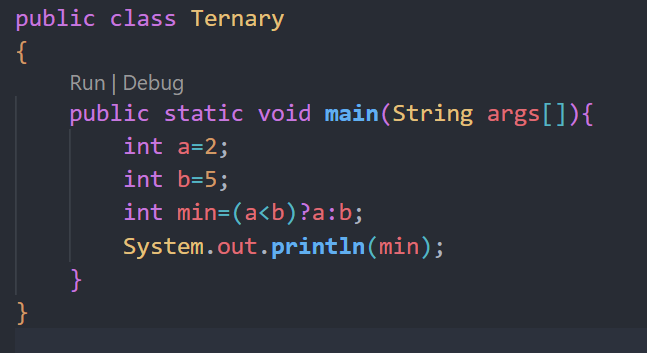 public class Ternary
{
Run | Debug
public static void main(String args[]){
int a=2;
int b=5;
int min=(a<b)?a:b;
System.out.println(min);
}
}